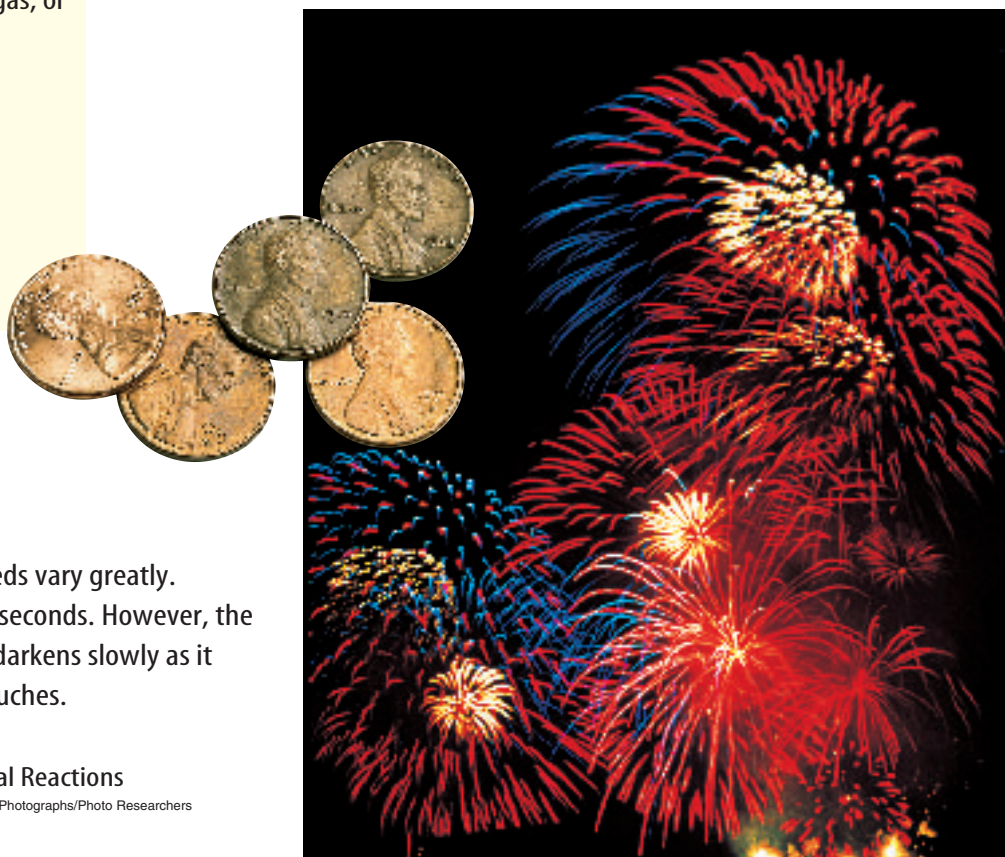 gas, or
eds vary greatly.
seconds. However, the
darkens slowly as it
uches.
al Reactions
Photographs/Photo Researchers